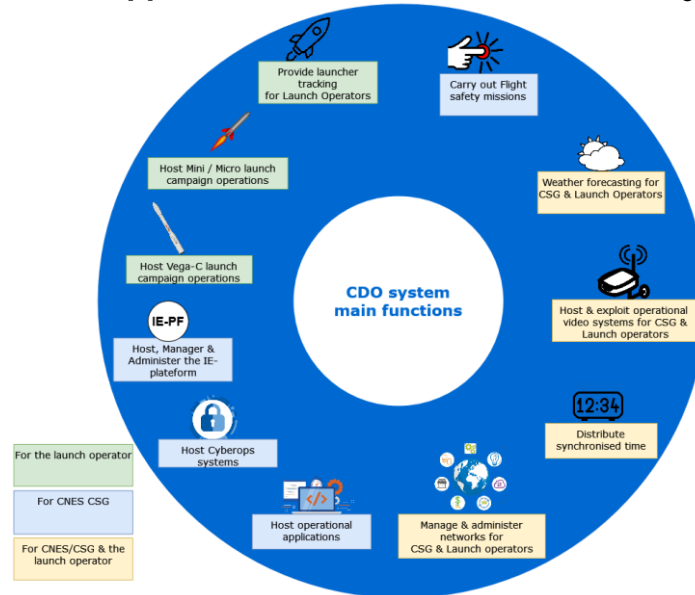 Provide launcher
tracking
for Launch Operators
Carry out Flight
safety missions
Host Mini / Micro launch
campaign operations
Weather forecasting for
CSG & Launch Operators
Host Vega-C launch
campaign operations
CDO system
main functions
Host & exploit operational
video systems for CSG &
Launch operators
IE-PF
Host, Manager &
Administer the IE-
plateform
12:34
Distribute
synchronised time
Host Cyberops
systems
</>
Host operational
applications
Manage & administer
networks for
CSG & Launch operators
For the launch operator
For CNES CSG
For CNES/CSG & the
launch operator